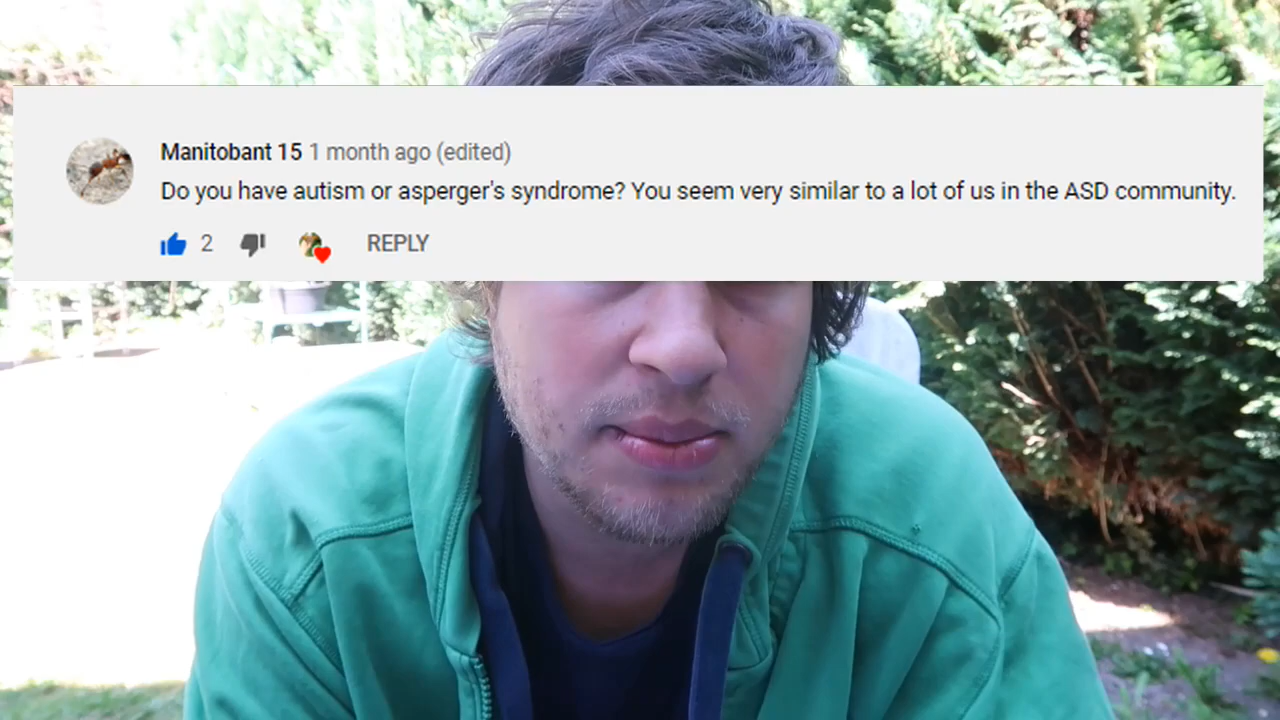 Manitobant 15 1 month ago (edited)
Do you have autism or asperger's syndrome? You seem very similar to a lot of us in the ASD community.
2 REPLY